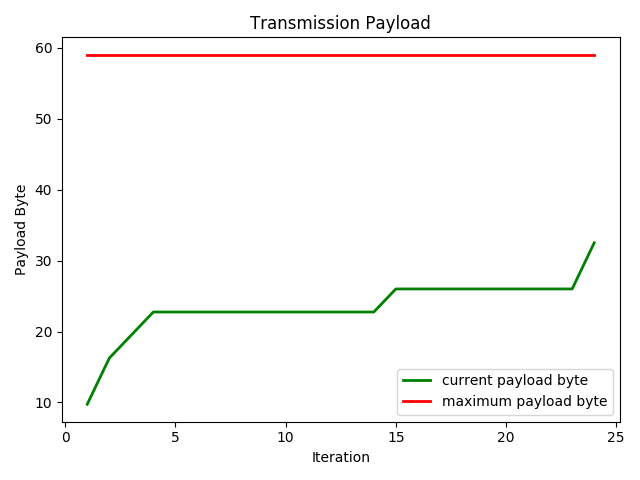 Transmission Payload
60
50
40
30
20
10
Payload Byte
0
5
10
15
20
25
Iteration
current payload byte
maximum payload byte